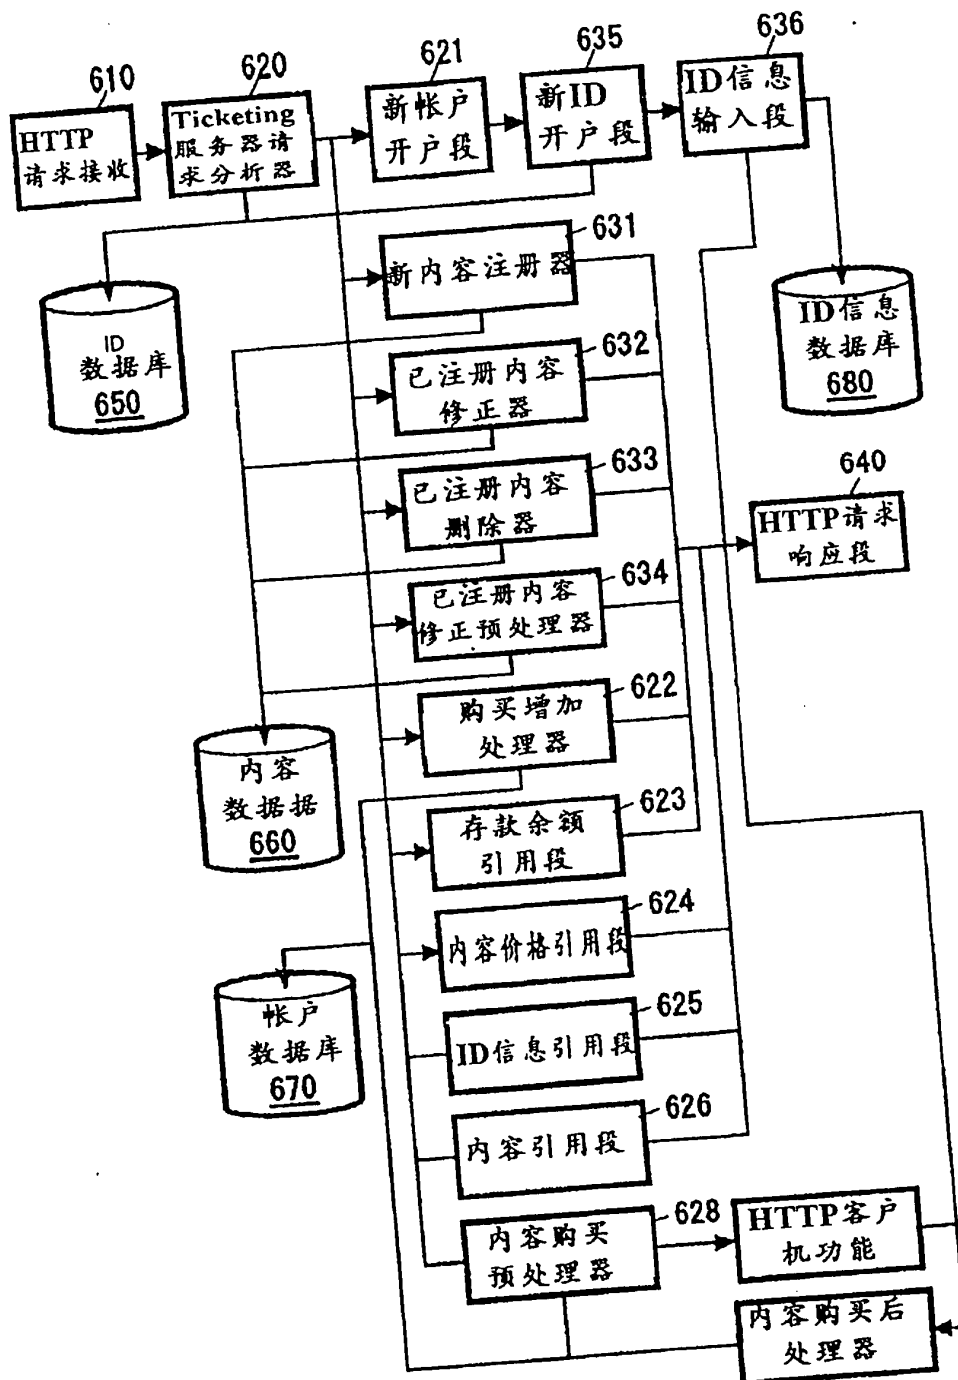 610
HTTP
请求接收
620
Ticketing
服务器请
求分析器
621
新帐户
开户段
635
新ID
开户段
636
ID信息
输入段
631
新内容注册器
ID
数据库
650
632
已注册内容
修正器
ID信息
数据库
680
633
已注册内容
删除器
640
HTTP请求
响应段
634
已注册内容
修正预处理器
622
购买增加
处理器
内容
数据据
660
623
存款余额
引用段
624
内容价格引用段
帐户
数据库
670
625
ID信息引用段
626
内容引用段
628
内容购买
预处理器
HTTP客户
机功能
内容购买后
处理器